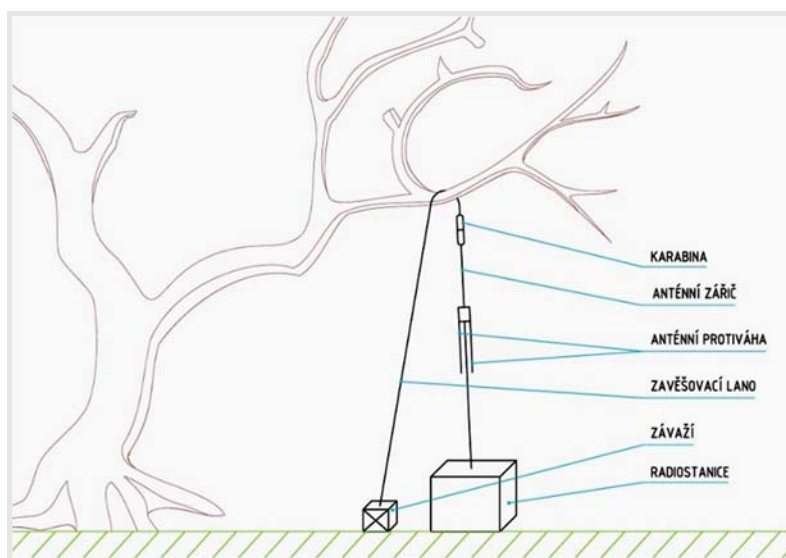 KARABINA
ANTÉNNÍ ZÁŘIČ
ANTÉNNÍ PROTIVÁHA
ZAVĚŠOVACÍ LANO
ZÁVAŽÍ
RADIOSTANICE